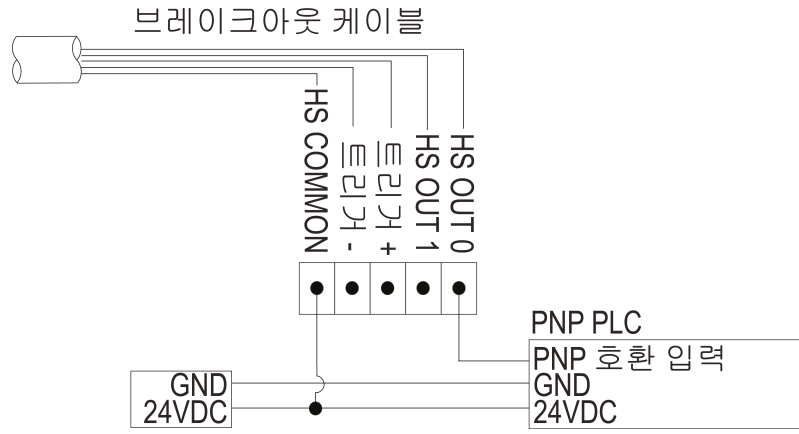 브레이크아웃 케이블
HS COMMON
트리거 -
트리거 +
HS OUT 1
HS OUT 0
PNP PLC
PNP 호환 입력
GND
24VDC
GND
24VDC